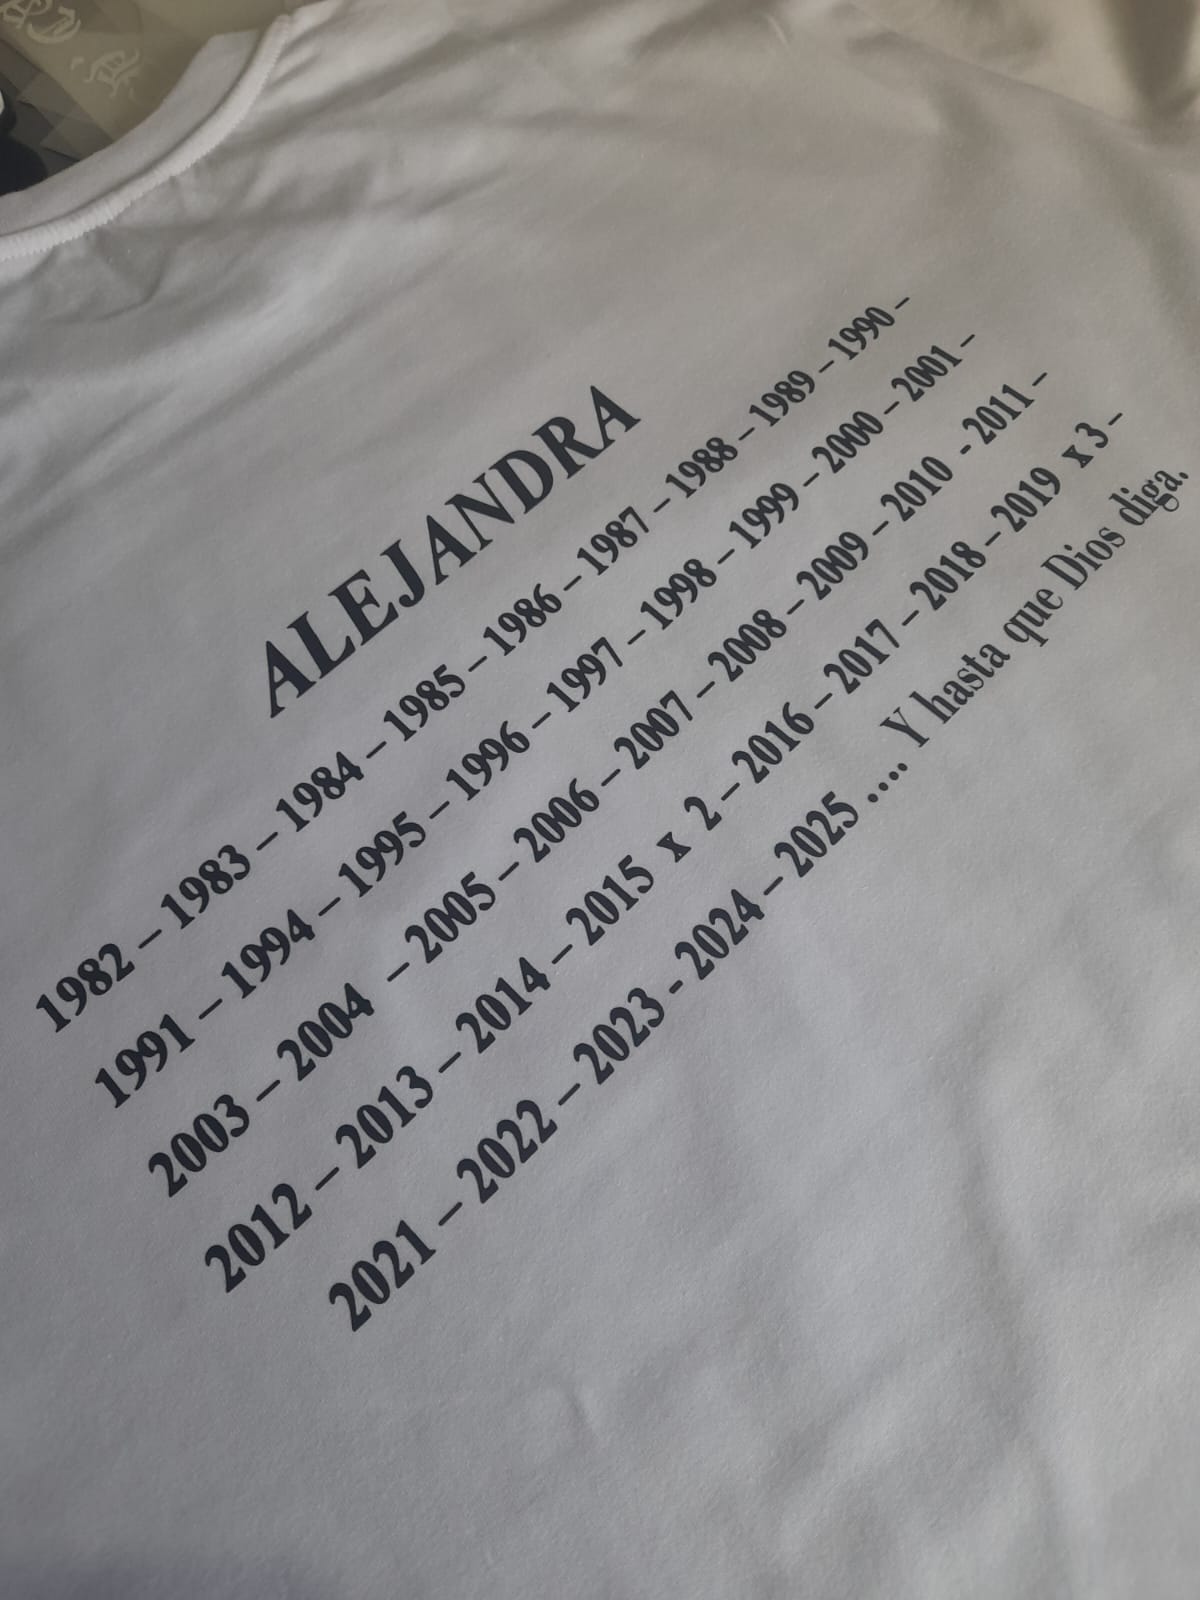 ALEJANDRA
1982 – 1983 – 1984 – 1985 – 1986 – 1987 – 1988 – 1989 – 1990 –
1991 – 1994 – 1995 – 1996 – 1997 – 1998 – 1999 – 2000 – 2001 –
2003 – 2004 – 2005 – 2006 – 2007 – 2008 – 2009 – 2010 - 2011 –
2012 – 2013 – 2014 – 2015 x 2 – 2016 – 2017 – 2018 – 2019 x 3 –
2021 – 2022 – 2023 - 2024 – 2025 .... Y hasta que Dios diga.